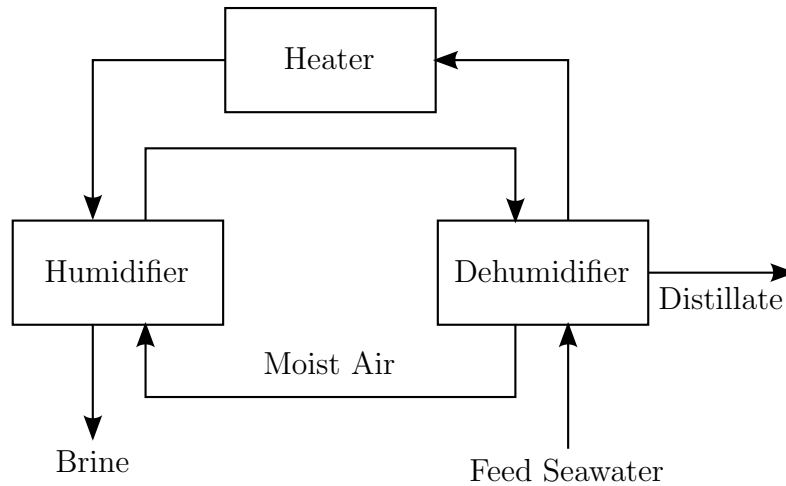 Heater
Humidifier
Dehumidifier
Distillate
Moist Air
Brine
Feed Seawater